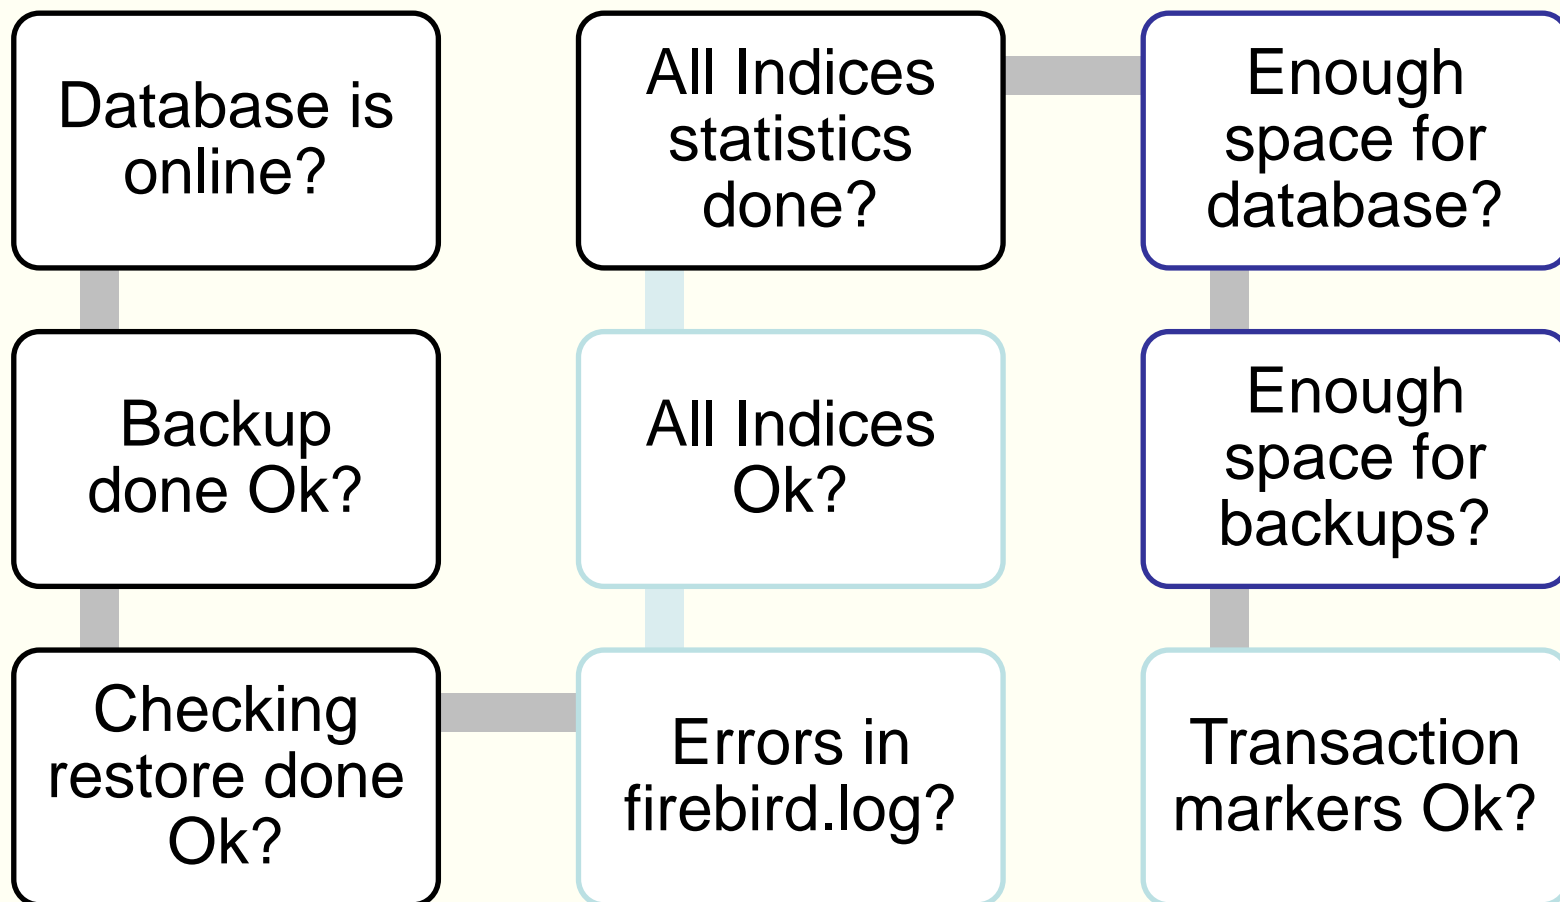 Database is
online?
Backup
done Ok?
Checking
restore done
Ok?
Errors in
firebird.log?
All Indices
Ok?
All Indices
statistics
done?
Enough
space for
database?
Enough
space for
backups?
Transaction
markers Ok?